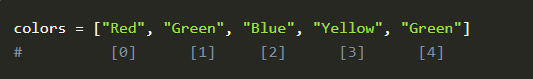 colors = ["Red", "Green", "Blue", "Yellow", "Green"]
#           [0]      [1]      [2]       [3]       [4]